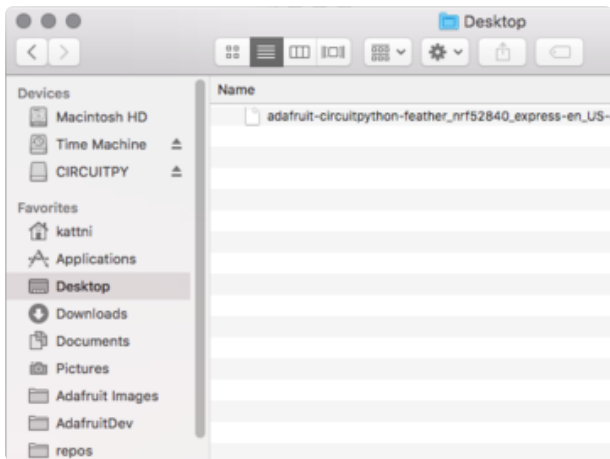 Desktop
Devices
Name
Macintosh HD
adafruit-circuitpython-feather_nrf52840_express-en_US-
Time Machine
CIRCUITPY
Favorites
kattni
Applications
Desktop
Downloads
Documents
Pictures
Adafruit Images
AdafruitDev
repos